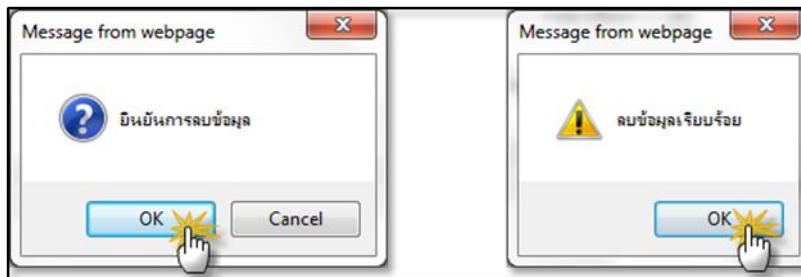 Message from webpage
ยืนยันการลบข้อมูล
OK
Cancel
Message from webpage
ลบข้อมูลเรียบร้อย
OK